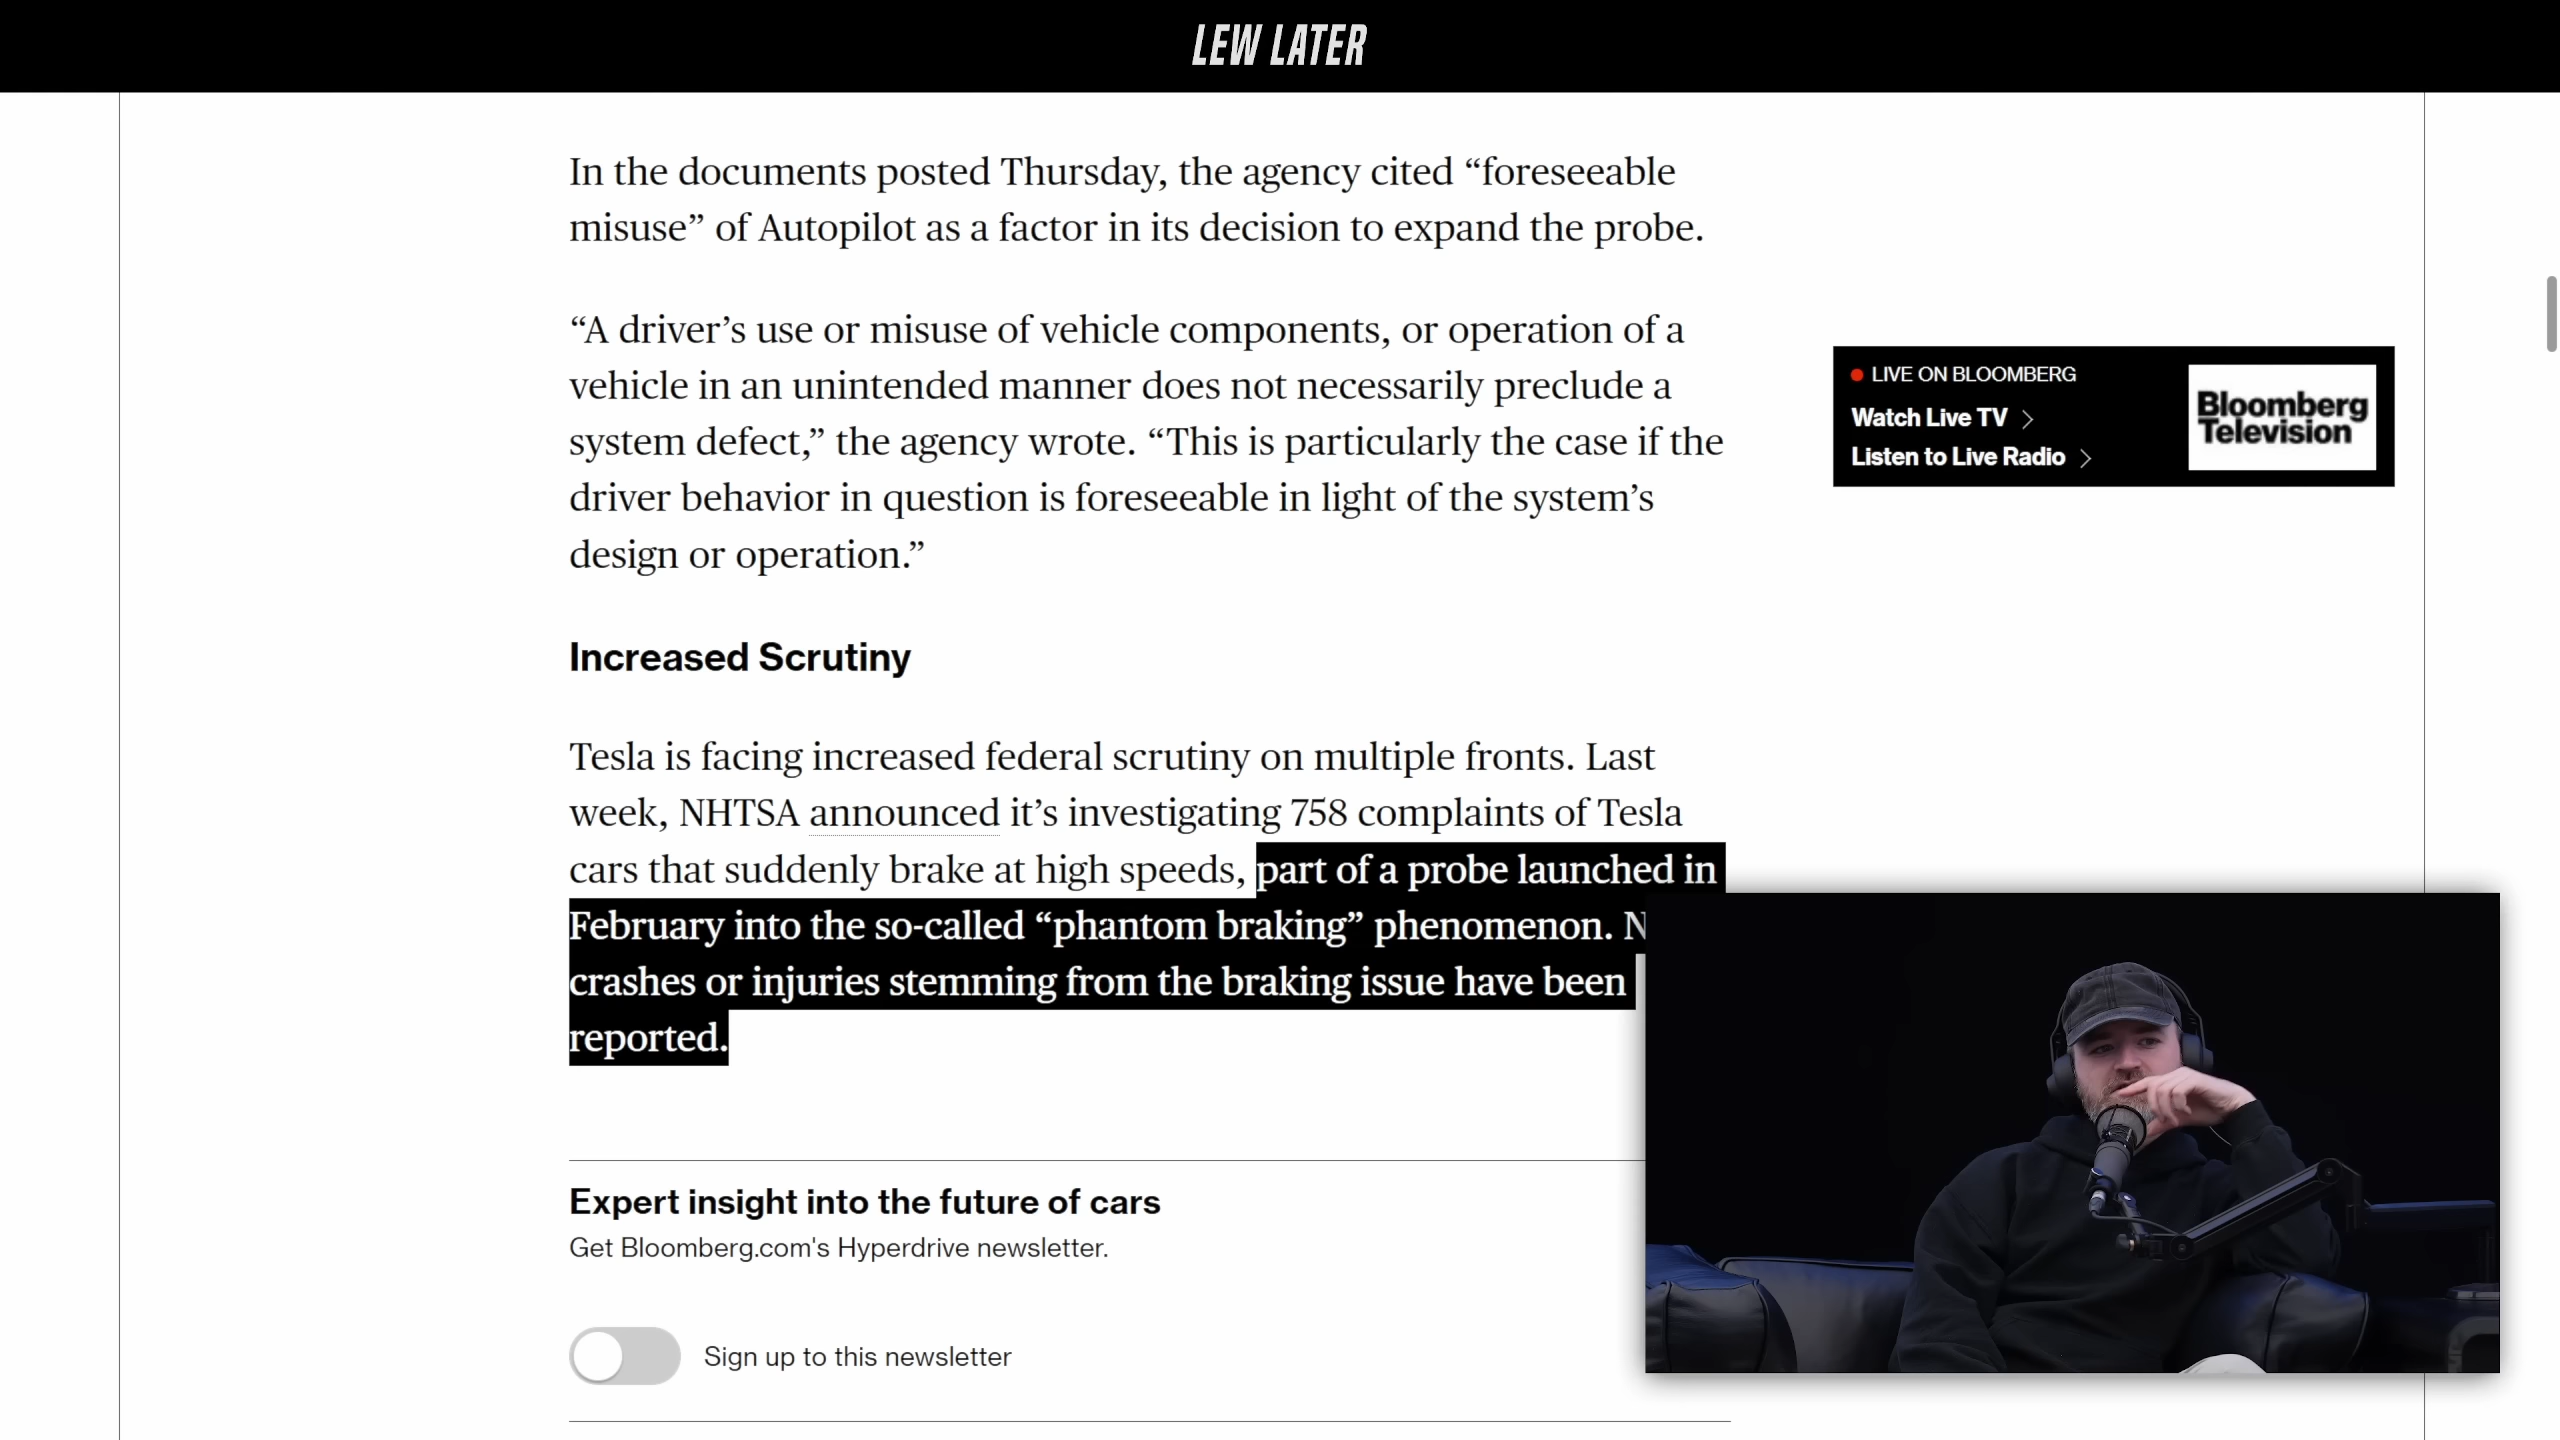 LEW LATER
In the documents posted Thursday, the agency cited “foreseeable
misuse” of Autopilot as a factor in its decision to expand the probe.
“A driver’s use or misuse of vehicle components, or operation of a
vehicle in an unintended manner does not necessarily preclude a
system defect,” the agency wrote. “This is particularly the case if the
driver behavior in question is foreseeable in light of the system’s
design or operation.”
LIVE ON BLOOMBERG
Watch Live TV
Listen to Live Radio
Bloomberg
Television
Increased Scrutiny
Tesla is facing increased federal scrutiny on multiple fronts. Last
week, NHTSA announced it’s investigating 758 complaints of Tesla
cars that suddenly brake at high speeds, part of a probe launched in
February into the so-called “phantom braking” phenomenon.
crashes or injuries stemming from the braking issue have been
reported.
Expert insight into the future of cars
Get Bloomberg.com's Hyperdrive newsletter.
Sign up to this newsletter